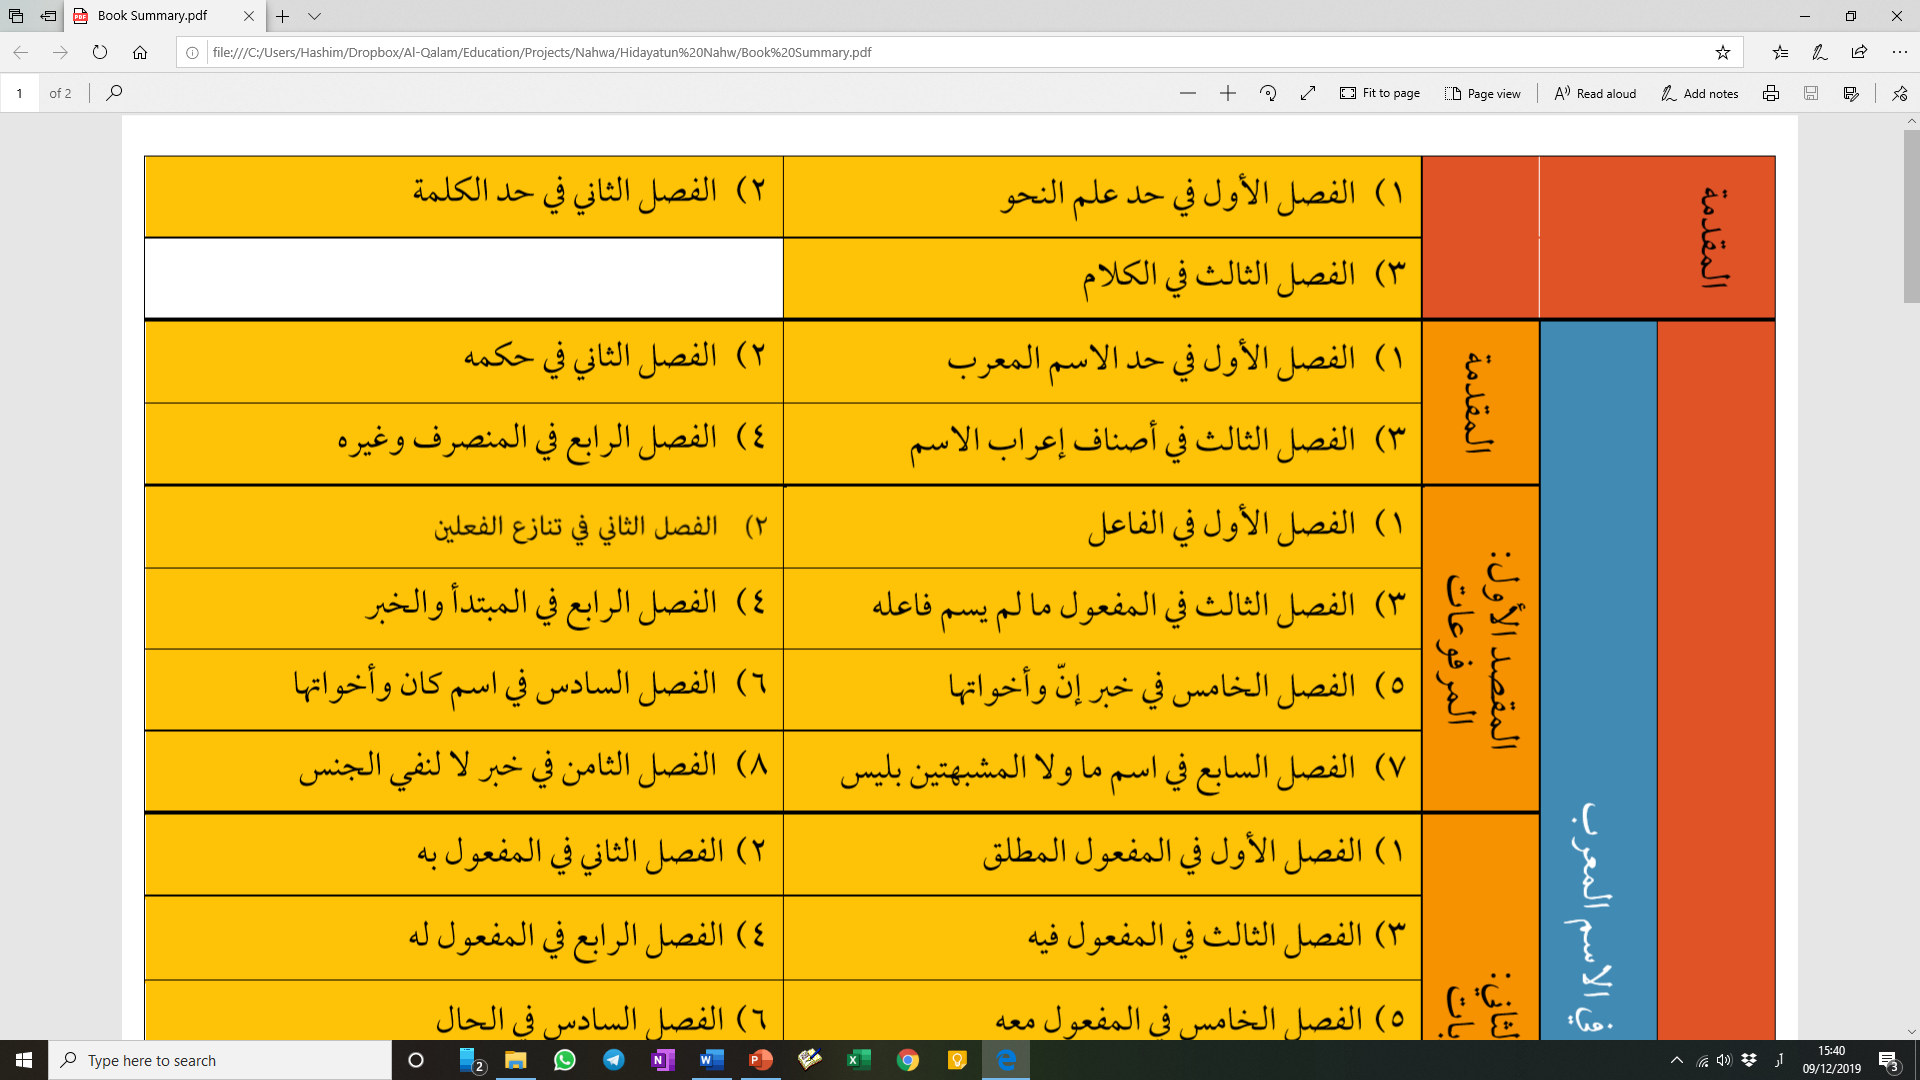 Book Summary.pdf
file:///C:/Users/Hashim/Dropbox/Al-Qalam/Education/Projects/Nahwa/Hidayatun%20Nahw/Book%20Summary.pdf
1 of 2
Fit to page
Page view
Read aloud
Add notes
المقدمة
١) الفصل الأول في حد علم النحو
٢) الفصل الثاني في حد الكلمة
٣) الفصل الثالث في الكلام
في الاسم المعرب
المقدمة
١) الفصل الأول في حد الاسم المعرب
٢) الفصل الثاني في حكمه
٣) الفصل الثالث في أصناف إعراب الاسم
٤) الفصل الرابع في المنصرف وغيره
المقصد الأول:
المرفوعات
١) الفصل الأول في الفاعل
٢) الفصل الثاني في تنازع الفعلين
٣) الفصل الثالث في المفعول ما لم يسم فاعله
٤) الفصل الرابع في المبتدأ والخبر
٥) الفصل الخامس في خبر إنّ وأخواتها
٦) الفصل السادس في اسم كان وأخواتها
٧) الفصل السابع في اسم ما ولا المشبهتين بليس
٨) الفصل الثامن في خبر لا لنفي الجنس
١) الفصل الأول في المفعول المطلق
٢) الفصل الثاني في المفعول به
٣) الفصل الثالث في المفعول فيه
٤) الفصل الرابع في المفعول له
٥) الفصل الخامس في المفعول معه
٦) الفصل السادس في الحال
Type here to search
2
15:40
09/12/2019
3